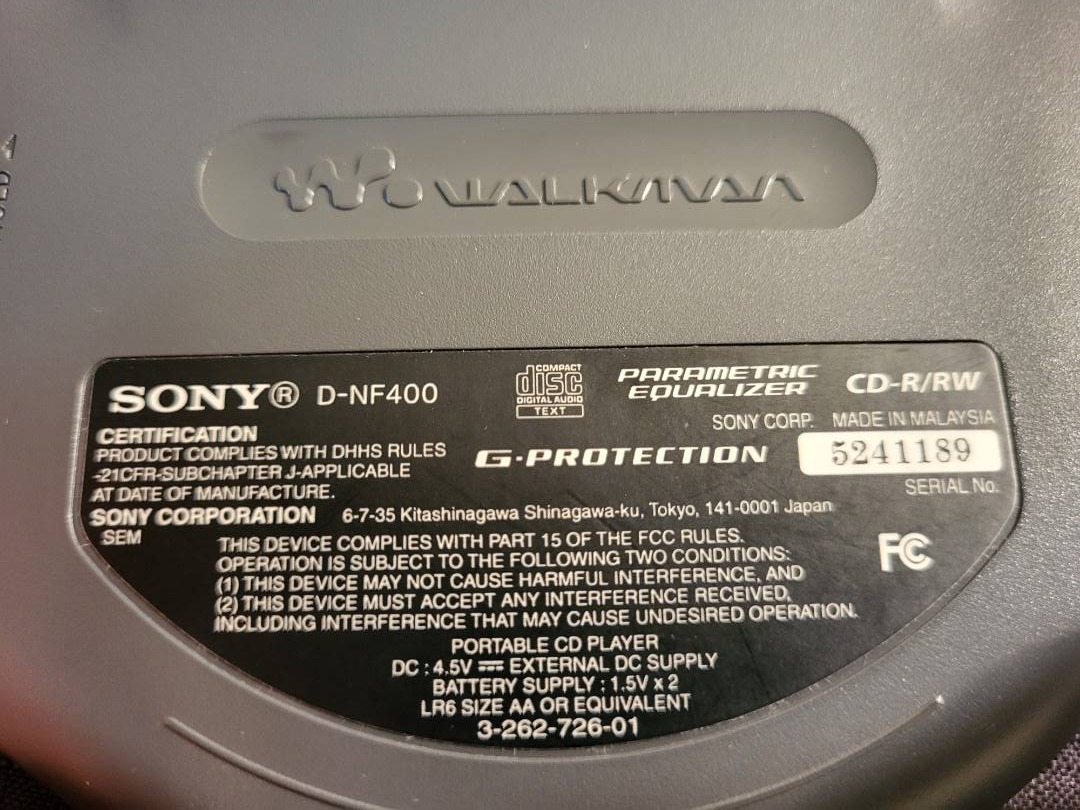 WALKMAN
SONY® D-NF400
COMPACT
disc
DIGITAL AUDIO
TEXT
PARAMETRIC
EQUALIZER
CD-R/RW
SONY CORP. MADE IN MALAYSIA
CERTIFICATION
PRODUCT COMPLIES WITH DHHS RULES
-21CFR-SUBCHAPTER J-APPLICABLE
AT DATE OF MANUFACTURE.
G·PROTECTION
5241189
SERIAL No.
SONY CORPORATION 6-7-35 Kitashinagawa Shinagawa-ku, Tokyo, 141-0001 Japan
SEM
THIS DEVICE COMPLIES WITH PART 15 OF THE FCC RULES.
OPERATION IS SUBJECT TO THE FOLLOWING TWO CONDITIONS:
(1) THIS DEVICE MAY NOT CAUSE HARMFUL INTERFERENCE, AND
(2) THIS DEVICE MUST ACCEPT ANY INTERFERENCE RECEIVED,
INCLUDING INTERFERENCE THAT MAY CAUSE UNDESIRED OPERATION.
FC
PORTABLE CD PLAYER
DC : 4.5V ⎓ EXTERNAL DC SUPPLY
BATTERY SUPPLY : 1.5V x 2
LR6 SIZE AA OR EQUIVALENT
3-262-726-01